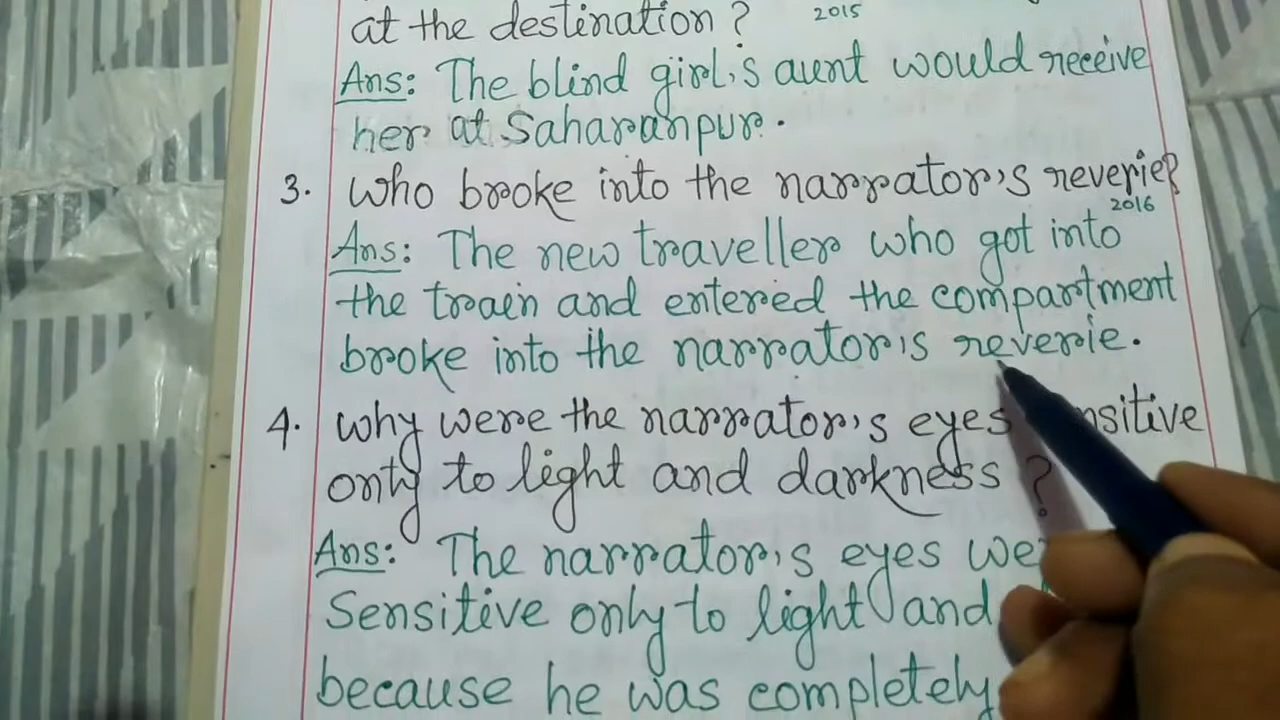 at the destination? 2015
Ans: The blind girl's aunt would receive
her at Saharanpur.
3. Who broke into the narrator's reverie?
2016
Ans: The new traveller who got into
the train and entered the compartment
broke into the narrator's reverie.
4. Why were the narrator's eyes
only to light and darkness?
Ans: The narrator's eyes
Sensitive only to light and
because he was completely